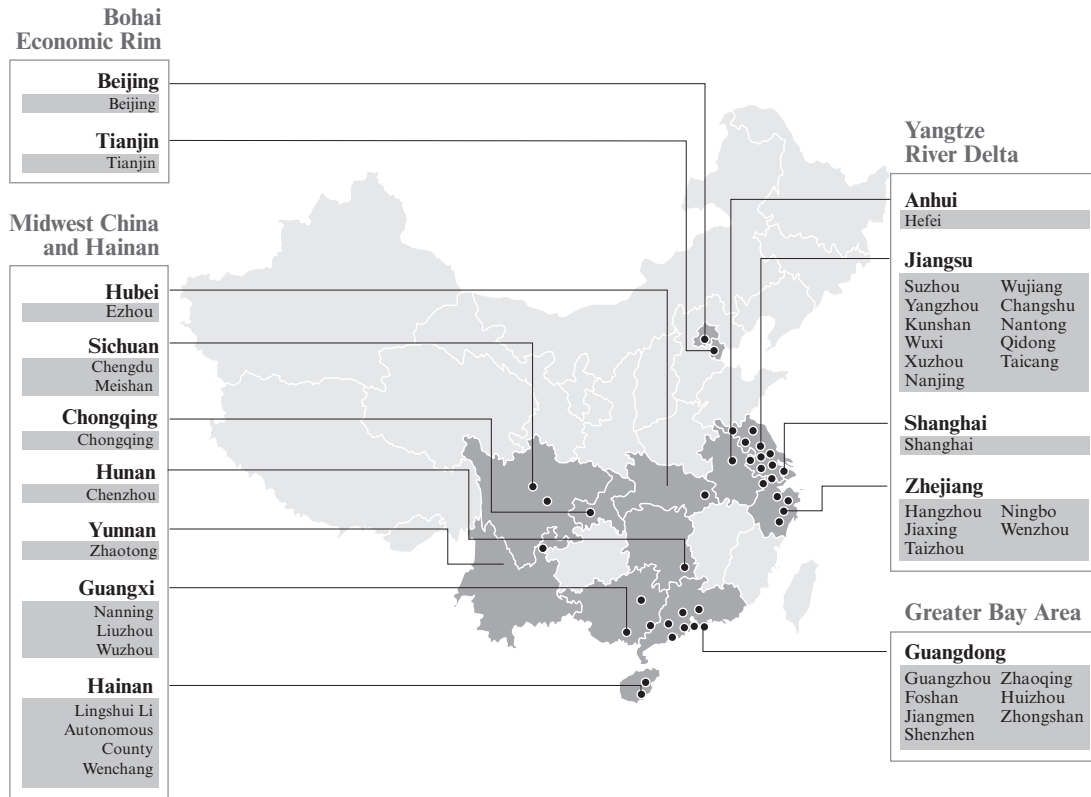 Bohai
Economic Rim
Beijing
Beijing
Tianjin
Tianjin
Midwest China
and Hainan
Hubei
Ezhou
Sichuan
Chengdu
Meishan
Chongqing
Chongqing
Hunan
Chenzhou
Yunnan
Zhaotong
Guangxi
Nanning
Liuzhou
Wuzhou
Hainan
Lingshui Li
Autonomous
County
Wenchang
Yangtze
River Delta
Anhui
Hefei
Jiangsu
Suzhou Wujiang
Yangzhou Changshu
Kunshan Nantong
Wuxi Qidong
Xuzhou Taicang
Nanjing
Shanghai
Shanghai
Zhejiang
Hangzhou Ningbo
Jiaxing Wenzhou
Taizhou
Greater Bay Area
Guangdong
Guangzhou Zhaoqing
Foshan Huizhou
Jiangmen Zhongshan
Shenzhen